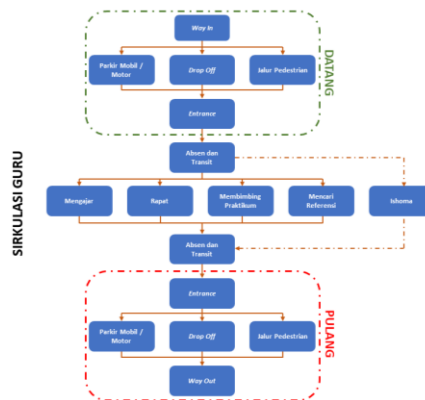 SIRKULASI GURU
Way In
DATANG
Parkir Mobil /
Motor
Drop Off
Jalur Pedestrian
Entrance
Absen dan
Transit
Mengajar
Rapat
Membimbing
Praktikum
Mencari
Referensi
Ishoma
Absen dan
Transit
Entrance
PULANG
Parkir Mobil /
Motor
Drop Off
Jalur Pedestrian
Way Out